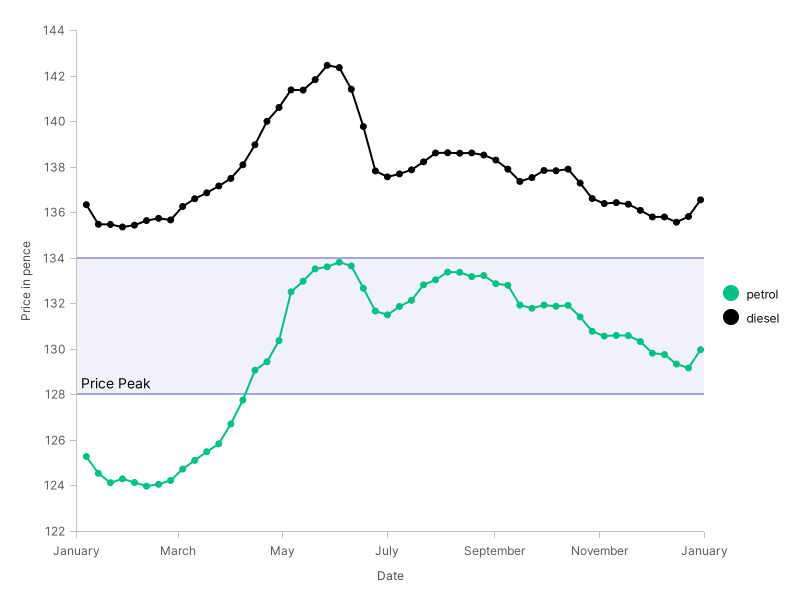 144
142
140
138
136
134
132
130
128
126
124
122
Price in pence
Price Peak
January March May July September November January
Date
petrol
diesel